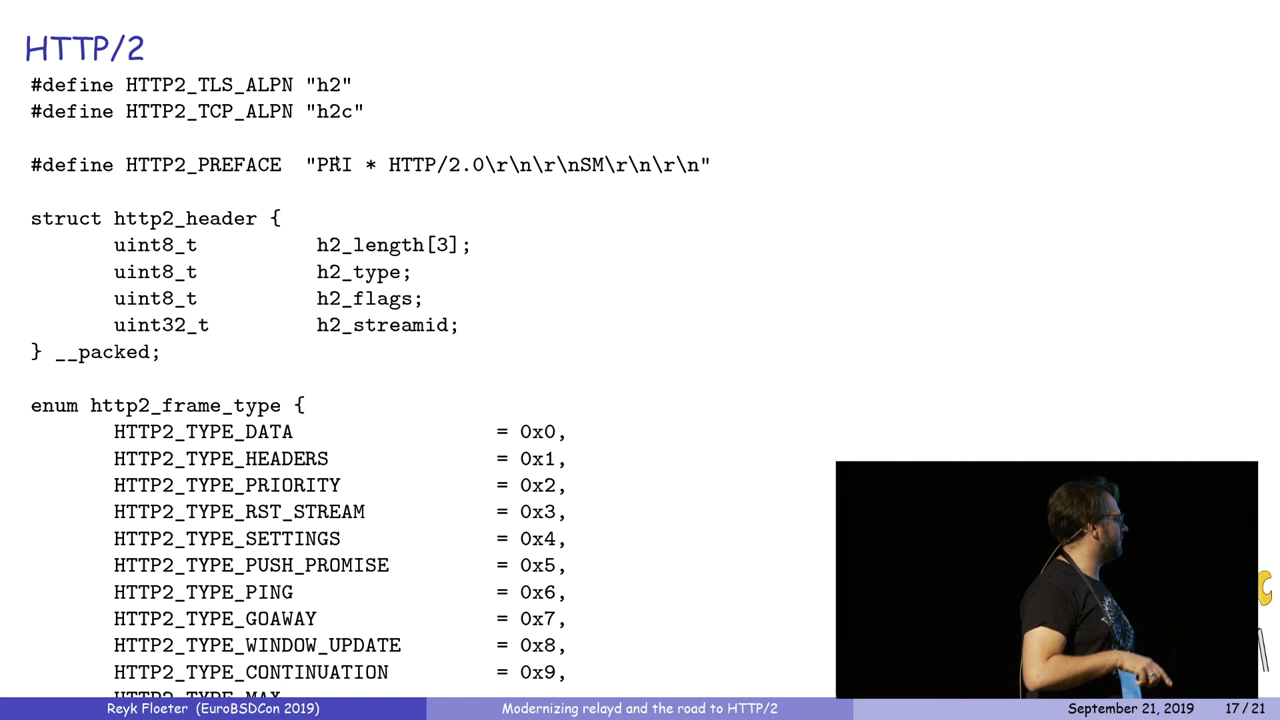 HTTP/2
#define HTTP2_TLS_ALPN "h2"
#define HTTP2_TCP_ALPN "h2c"
#define HTTP2_PREFACE "PRI * HTTP/2.0\r\n\r\nSM\r\n\r\n"
struct http2_header {
uint8_t h2_length[3];
uint8_t h2_type;
uint8_t h2_flags;
uint32_t h2_streamid;
} __packed;
enum http2_frame_type {
HTTP2_TYPE_DATA = 0x0,
HTTP2_TYPE_HEADERS = 0x1,
HTTP2_TYPE_PRIORITY = 0x2,
HTTP2_TYPE_RST_STREAM = 0x3,
HTTP2_TYPE_SETTINGS = 0x4,
HTTP2_TYPE_PUSH_PROMISE = 0x5,
HTTP2_TYPE_PING = 0x6,
HTTP2_TYPE_GOAWAY = 0x7,
HTTP2_TYPE_WINDOW_UPDATE = 0x8,
HTTP2_TYPE_CONTINUATION = 0x9,
HTTP2_TYPE_MAX
Reyk Floeter (EuroBSDCon 2019) Modernizing relayd and the road to HTTP/2 September 21, 2019 17 / 21